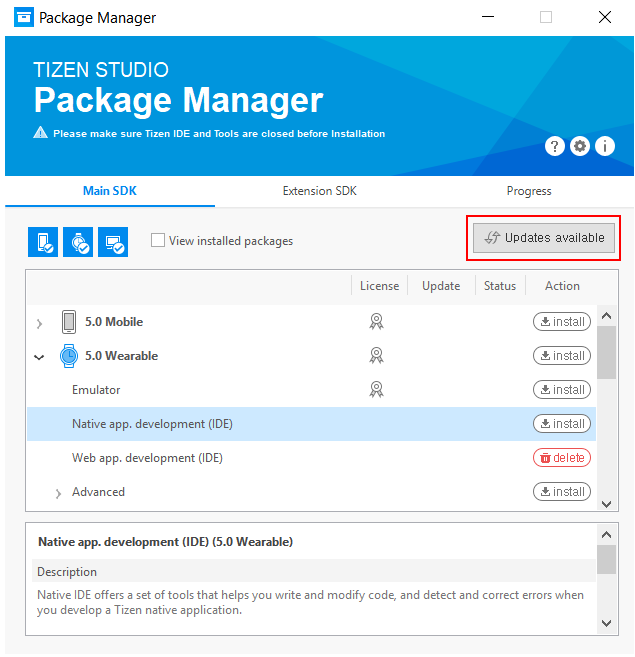 Package Manager
TIZEN STUDIO
Package Manager
Please make sure Tizen IDE and Tools are closed before Installation
Main SDK
Extension SDK
Progress
View installed packages
Updates available
License Update Status Action
5.0 Mobile install
5.0 Wearable install
Emulator install
Native app. development (IDE) install
Web app. development (IDE) delete
Advanced install
Native app. development (IDE) (5.0 Wearable)
Description
Native IDE offers a set of tools that helps you write and modify code, and detect and correct errors when
you develop a Tizen native application.